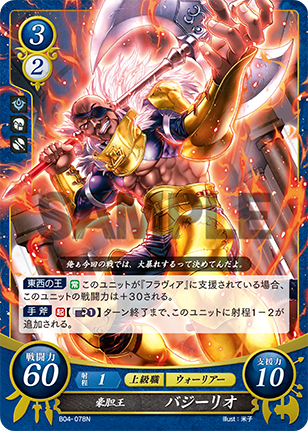 3
2
SAMPLE
俺ぁ今回の戦では、大暴れするって決めてんだよ。
東西の王 常 このユニットが『フラヴィア』に支援されている場合、
このユニットの戦闘力は+30される。
手斧 起 【1】ターン終了まで、このユニットに射程1-2が
追加される。
戦闘力 60
射程 1 上級職 ウォーリアー
支援力 10
豪胆王 バジーリオ
B04-078N
Illust：米子